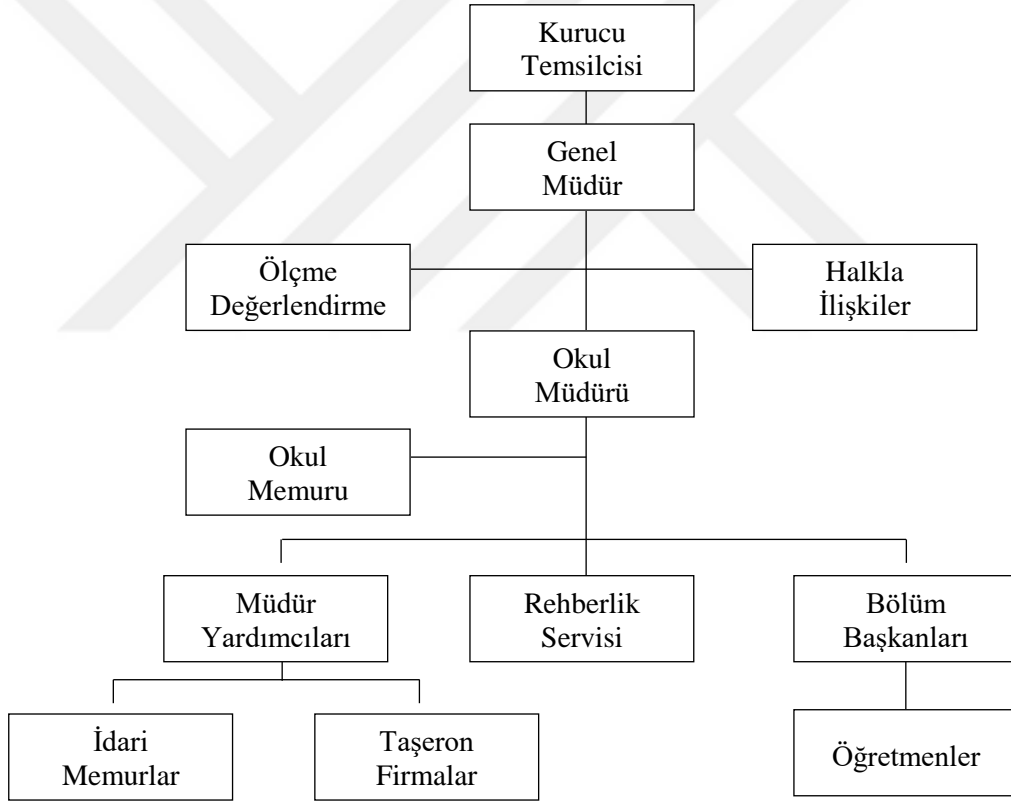 Kurucu
Temsilcisi
Genel
Müdür
Ölçme
Değerlendirme
Halkla
İlişkiler
Okul
Müdürü
Okul
Memuru
Müdür
Yardımcıları
Rehberlik
Servisi
Bölüm
Başkanları
İdari
Memurlar
Taşeron
Firmalar
Öğretmenler